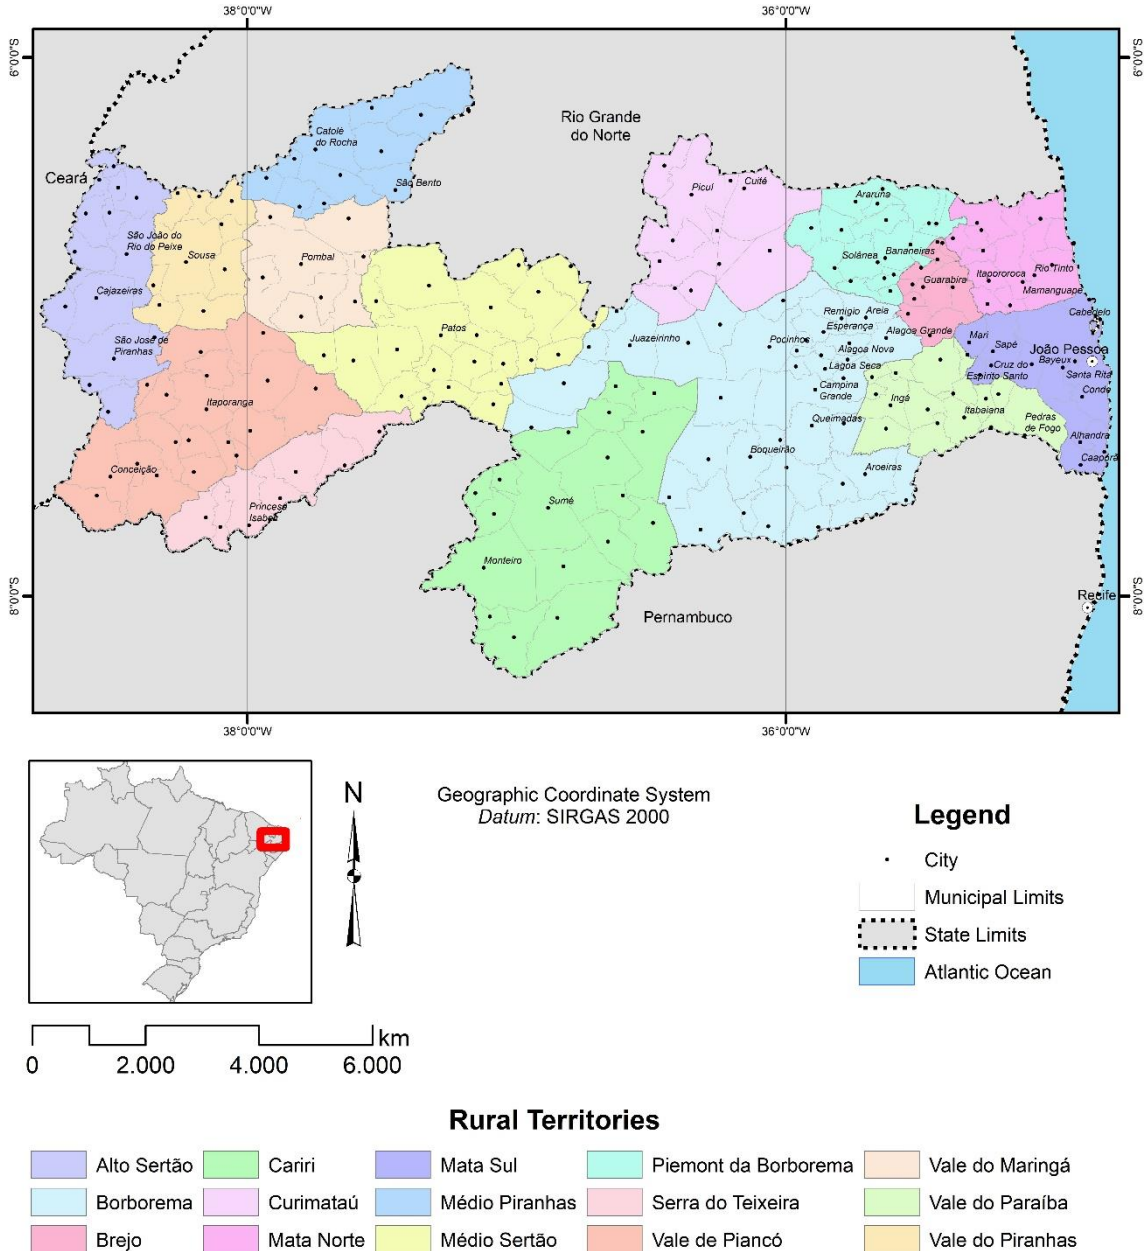 38°0'0"W
36°0'0"W
6°0'0"S
6°0'0"S
Rio Grande
do Norte
Catolé
do Rocha
Ceará
São Bento
Picuí
Cuité
Araruna
São João do
Rio do Peixe
Sousa
Pombal
Solânea
Bananeiras
Guarabira
Itapororoca
Rio Tinto
Mamanguape
Cajazeiras
São José de
Piranhas
Patos
Juazeirinho
Remigio
Areia
Esperança
Pocinhos
Alagoa Grande
Alagoa Nova
Lagoa Seca
Campina
Grande
Queimadas
Mari
Sapé
Cabedelo
João Pessoa
Bayeux
Cruz do
Espirito Santo
Santa Rita
Conde
Itaporanga
Ingá
Itabaiana
Pedras
de Fogo
Alhandra
Caaporã
Conceição
Princesa
Isabel
Boqueirão
Aroeiras
Sumé
Monteiro
Pernambuco
Recife
8°0'0"S
8°0'0"S
38°0'0"W
36°0'0"W
N
Geographic Coordinate System
Datum: SIRGAS 2000
Legend
City
Municipal Limits
State Limits
Atlantic Ocean
km
0 2.000 4.000 6.000
Rural Territories
Alto Sertão
Cariri
Mata Sul
Piemont da Borborema
Vale do Maringá
Borborema
Curimataú
Médio Piranhas
Serra do Teixeira
Vale do Paraíba
Brejo
Mata Norte
Médio Sertão
Vale de Piancó
Vale do Piranhas